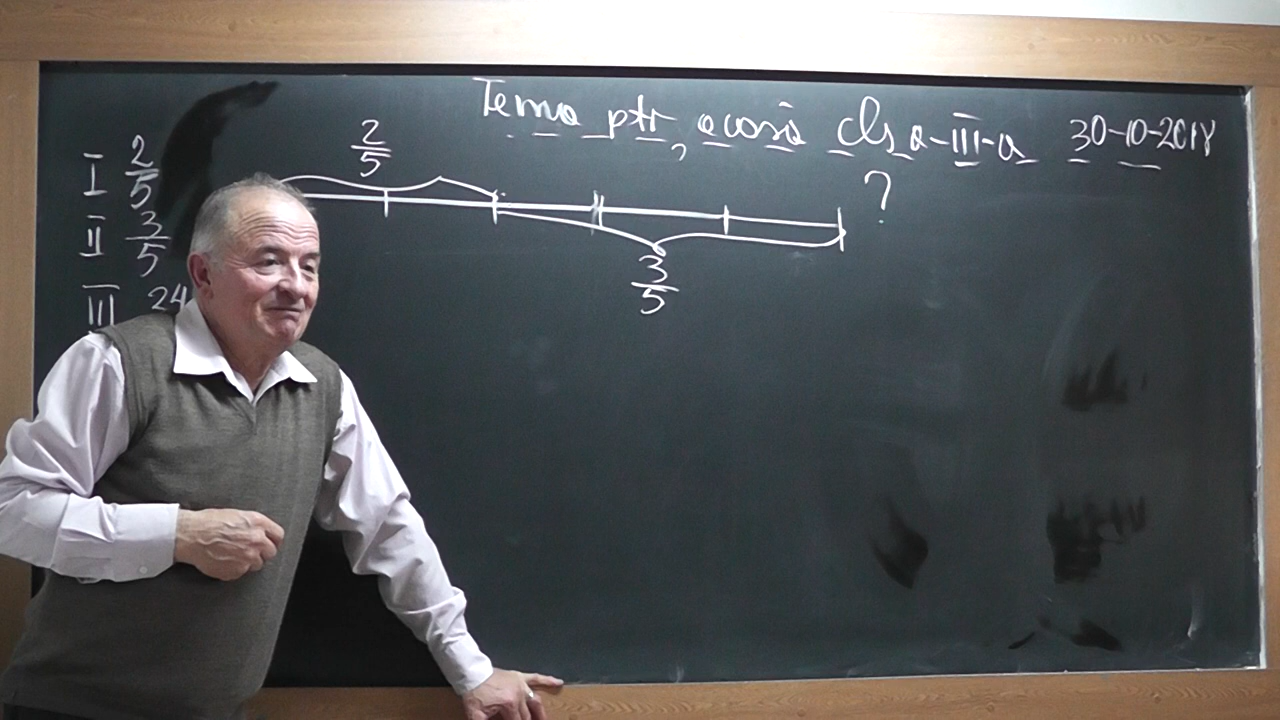 Tema ptr, acasă cls a-III-a 30-10-2018
I 2/5
2/5
?
II 3/5
3/5
III 24